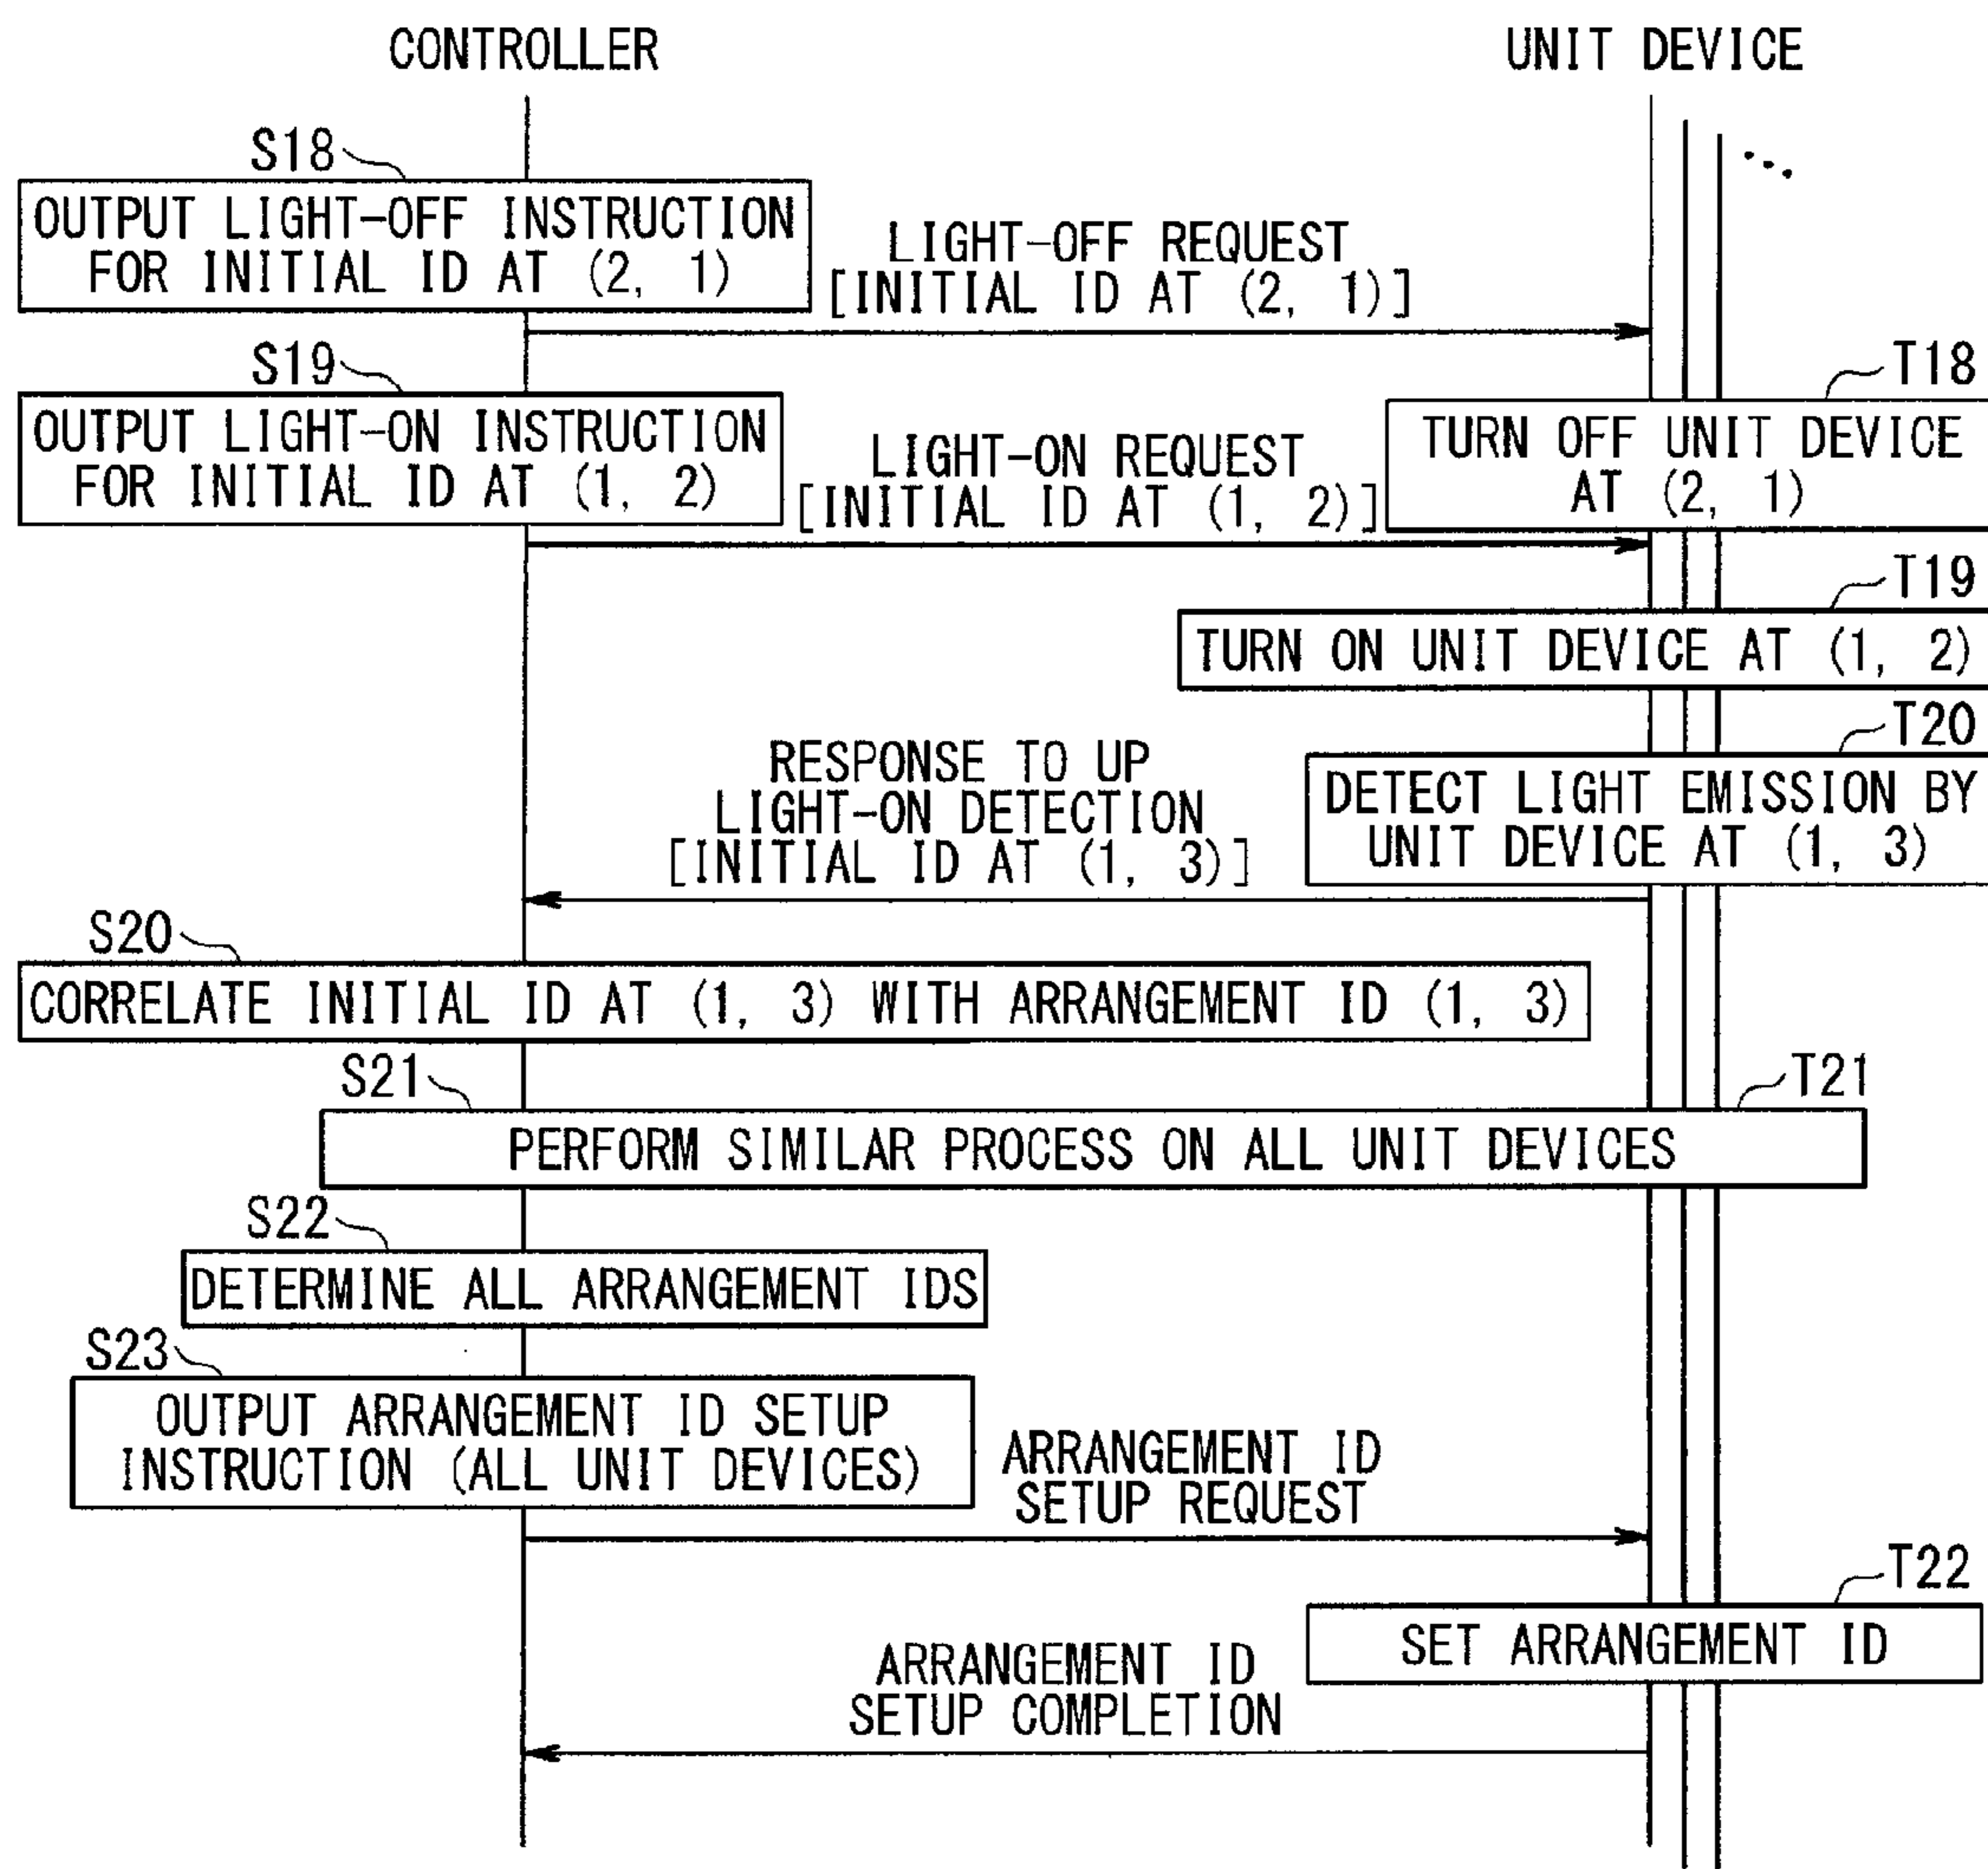 CONTROLLER
UNIT DEVICE
S18
OUTPUT LIGHT-OFF INSTRUCTION
FOR INITIAL ID AT (2, 1)
LIGHT-OFF REQUEST
[INITIAL ID AT (2, 1)]
S19
OUTPUT LIGHT-ON INSTRUCTION
FOR INITIAL ID AT (1, 2)
LIGHT-ON REQUEST
[INITIAL ID AT (1, 2)]
T18
TURN OFF UNIT DEVICE
AT (2, 1)
T19
TURN ON UNIT DEVICE AT (1, 2)
T20
DETECT LIGHT EMISSION BY
UNIT DEVICE AT (1, 3)
RESPONSE TO UP
LIGHT-ON DETECTION
[INITIAL ID AT (1, 3)]
S20
CORRELATE INITIAL ID AT (1, 3) WITH ARRANGEMENT ID (1, 3)
S21
T21
PERFORM SIMILAR PROCESS ON ALL UNIT DEVICES
S22
DETERMINE ALL ARRANGEMENT IDS
S23
OUTPUT ARRANGEMENT ID SETUP
INSTRUCTION (ALL UNIT DEVICES)
ARRANGEMENT ID
SETUP REQUEST
T22
SET ARRANGEMENT ID
ARRANGEMENT ID
SETUP COMPLETION